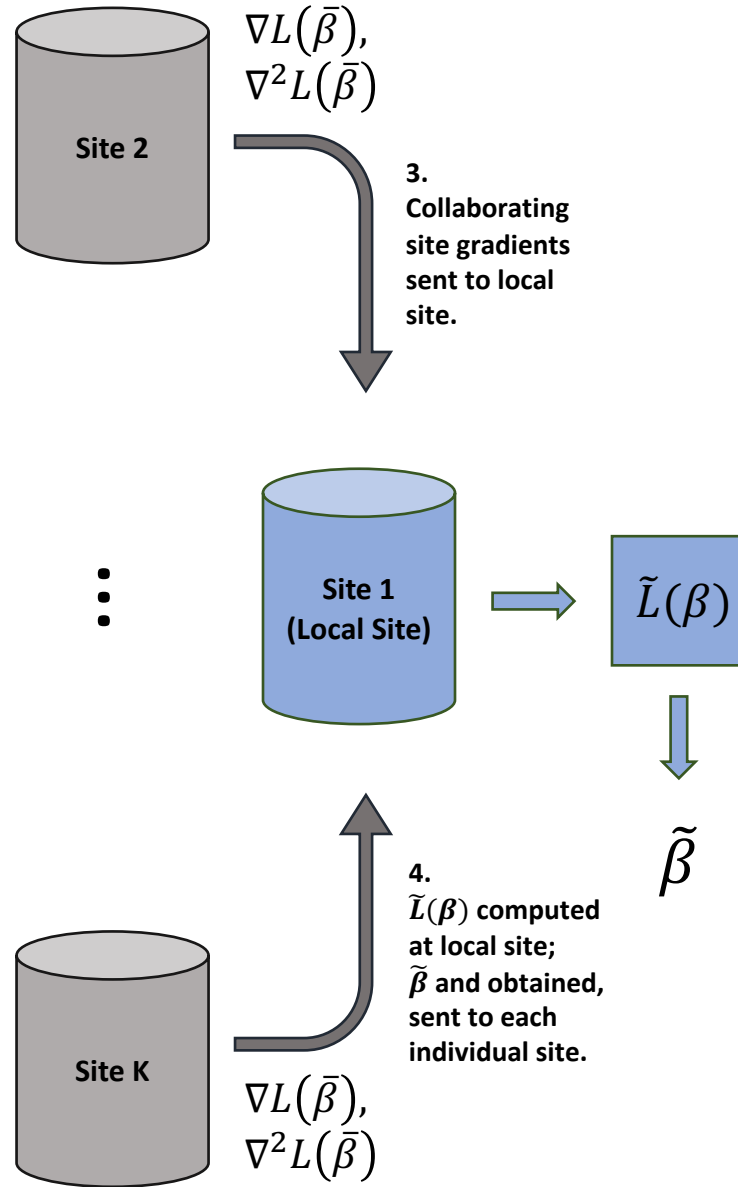 ∇L(β̄),
∇²L(β̄)
Site 2
3.
Collaborating
site gradients
sent to local
site.
⋮
Site 1
(Local Site)
L̃(β)
β̃
4.
L̃(β) computed
at local site;
β̃ and obtained,
sent to each
individual site.
Site K
∇L(β̄),
∇²L(β̄)